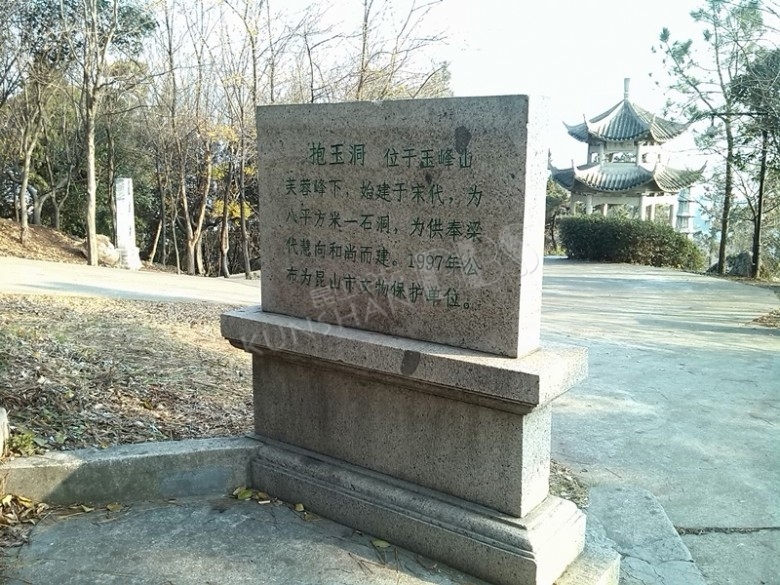 抱玉洞 位于玉峰山
芙蓉峰下，始建于宋代，为
八平方米一石洞，为供奉梁
代慧向和尚而建。1997年公
布为昆山市文物保护单位。